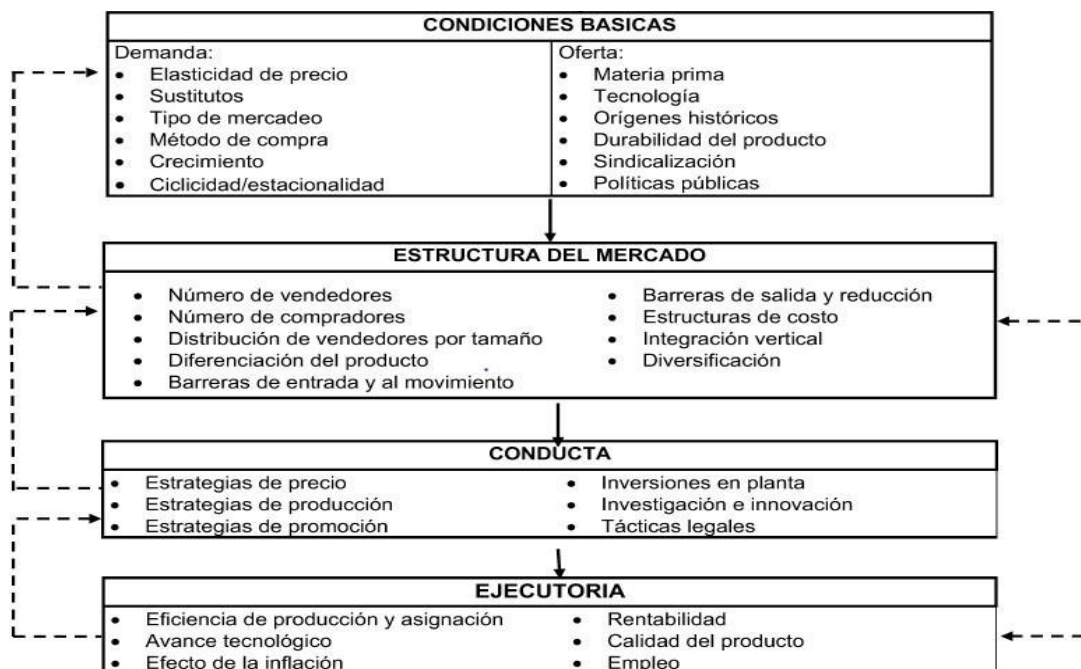 CONDICIONES BASICAS
Demanda:
• Elasticidad de precio
• Sustitutos
• Tipo de mercadeo
• Método de compra
• Crecimiento
• Ciclicidad/estacionalidad
Oferta:
• Materia prima
• Tecnología
• Orígenes históricos
• Durabilidad del producto
• Sindicalización
• Políticas públicas
ESTRUCTURA DEL MERCADO
• Número de vendedores
• Número de compradores
• Distribución de vendedores por tamaño
• Diferenciación del producto
• Barreras de entrada y al movimiento
• Barreras de salida y reducción
• Estructuras de costo
• Integración vertical
• Diversificación
CONDUCTA
• Estrategias de precio
• Estrategias de producción
• Estrategias de promoción
• Inversiones en planta
• Investigación e innovación
• Tácticas legales
EJECUTORIA
• Eficiencia de producción y asignación
• Avance tecnológico
• Efecto de la inflación
• Rentabilidad
• Calidad del producto
• Empleo